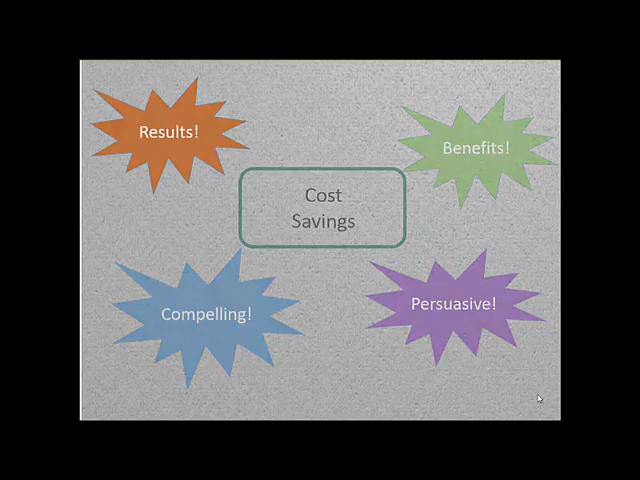 Results!
Benefits!
Cost
Savings
Compelling!
Persuasive!